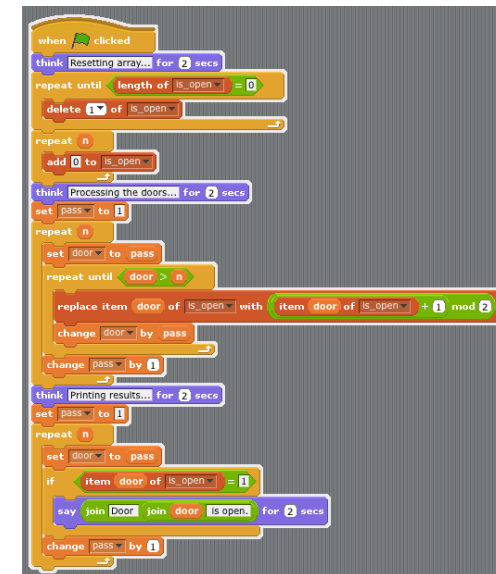 when clicked
think Resetting array... for 2 secs
repeat until length of is_open = 0
delete 1 of is_open
repeat n
add 0 to is_open
think Processing the doors... for 2 secs
set pass to 1
repeat n
set door to pass
repeat until door > n
replace item door of is_open with item door of is_open + 1 mod 2
change door by pass
change pass by 1
think Printing results... for 2 secs
set pass to 1
repeat n
set door to pass
if item door of is_open = 1
say join Door join door is open. for 2 secs
change pass by 1